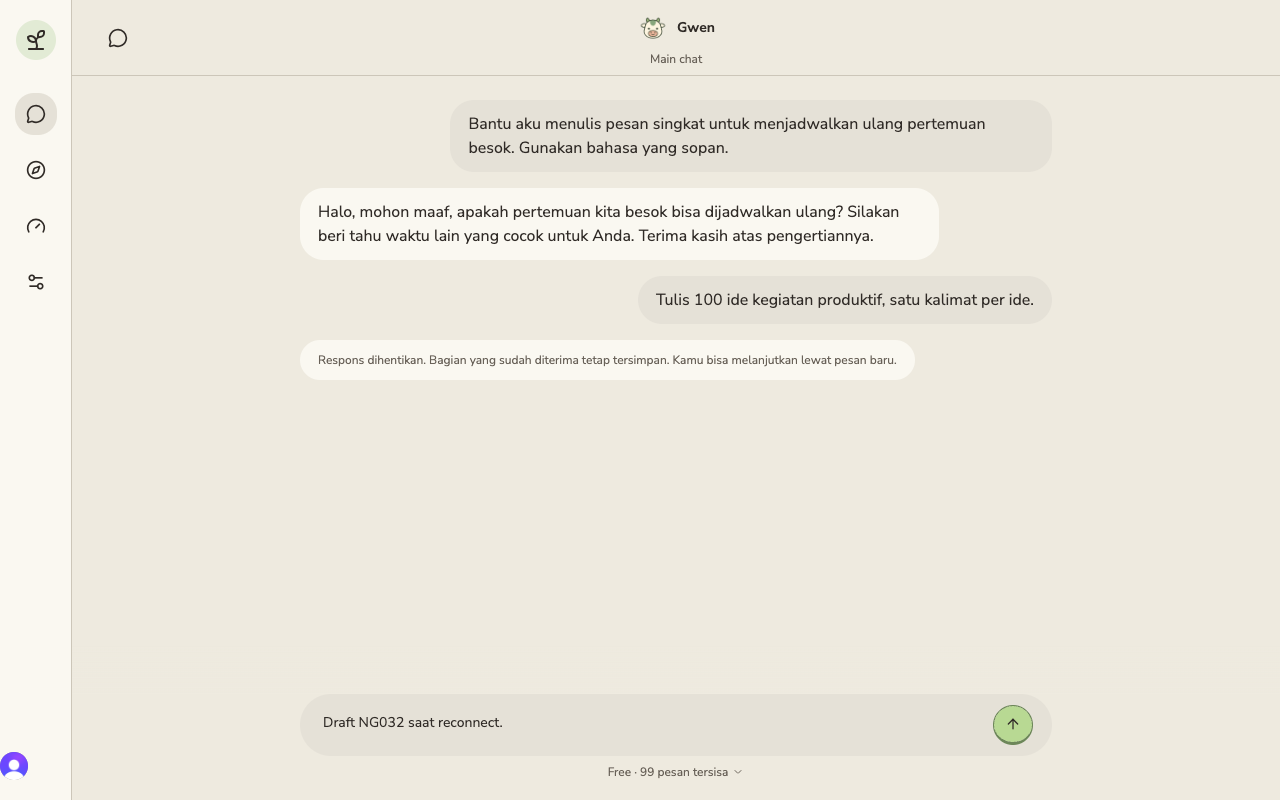 Gwen
Main chat
Bantu aku menulis pesan singkat untuk menjadwalkan ulang pertemuan
besok. Gunakan bahasa yang sopan.
Halo, mohon maaf, apakah pertemuan kita besok bisa dijadwalkan ulang? Silakan
beri tahu waktu lain yang cocok untuk Anda. Terima kasih atas pengertiannya.
Tulis 100 ide kegiatan produktif, satu kalimat per ide.
Respons dihentikan. Bagian yang sudah diterima tetap tersimpan. Kamu bisa melanjutkan lewat pesan baru.
Draft NG032 saat reconnect.
Free · 99 pesan tersisa